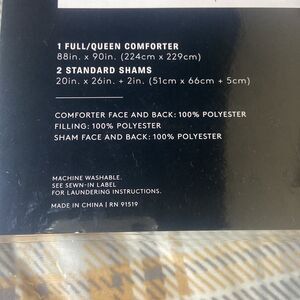 1 FULL/QUEEN COMFORTER
88in. x 90in. (224cm x 229cm)
2 STANDARD SHAMS
20in. x 26in. + 2in. (51cm x 66cm + 5cm)
COMFORTER FACE AND BACK: 100% POLYESTER
FILLING: 100% POLYESTER
SHAM FACE AND BACK: 100% POLYESTER
MACHINE WASHABLE.
SEE SEWN-IN LABEL
FOR LAUNDERING INSTRUCTIONS.
MADE IN CHINA | RN 91519